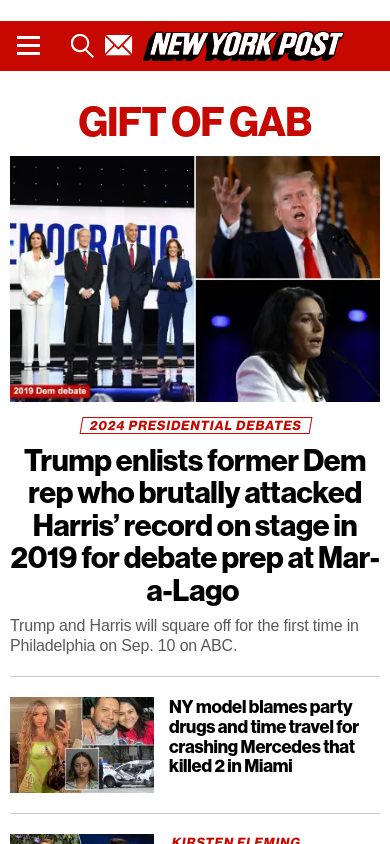 NEW YORK POST
GIFT OF GAB
DEMOCRATIC
2019 Dem debate
2024 PRESIDENTIAL DEBATES
Trump enlists former Dem
rep who brutally attacked
Harris’ record on stage in
2019 for debate prep at Mar-
a-Lago
Trump and Harris will square off for the first time in
Philadelphia on Sep. 10 on ABC.
NY model blames party
drugs and time travel for
crashing Mercedes that
killed 2 in Miami
KIRSTEN FLEMING